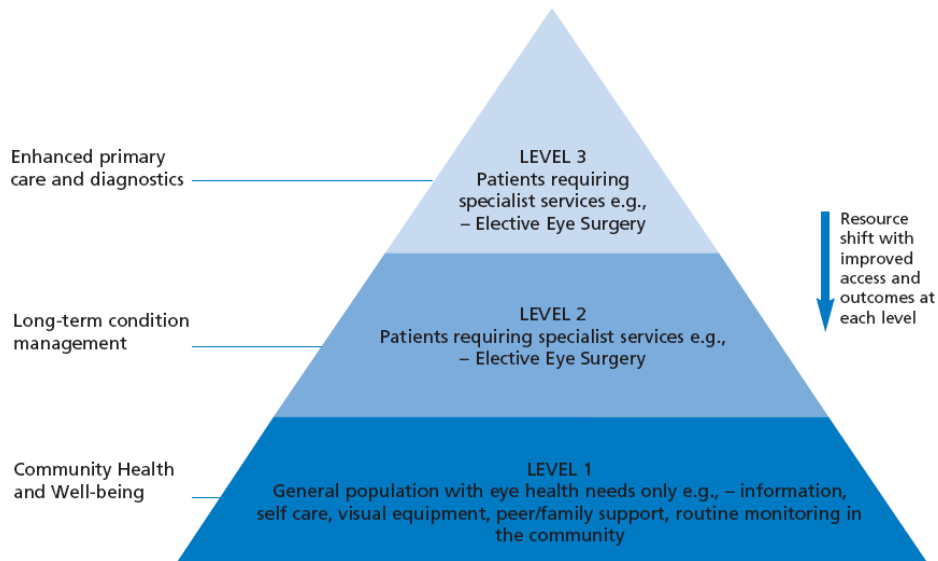 Enhanced primary
care and diagnostics
LEVEL 3
Patients requiring
specialist services e.g.,
– Elective Eye Surgery
Resource
shift with
improved
access and
outcomes at
each level
Long-term condition
management
LEVEL 2
Patients requiring specialist services e.g.,
– Elective Eye Surgery
Community Health
and Well-being
LEVEL 1
General population with eye health needs only e.g., – information,
self care, visual equipment, peer/family support, routine monitoring in
the community